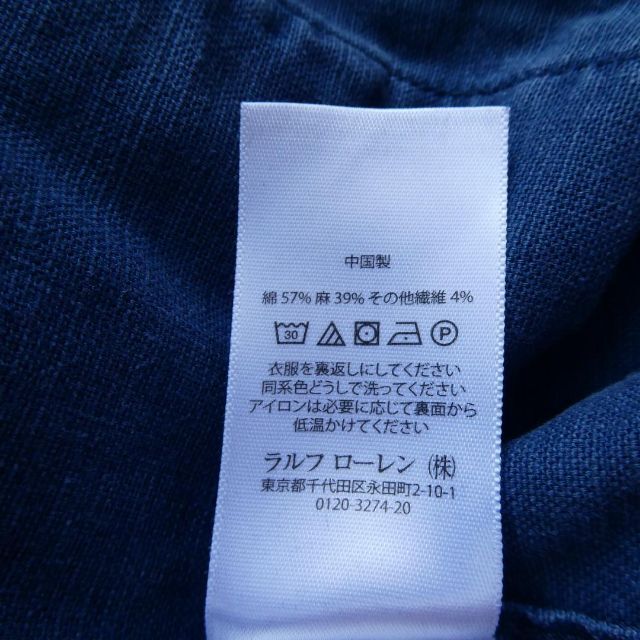 中国製
綿 57% 麻 39% その他繊維 4%
30 P
衣服を裏返しにしてください
同系色どうしで洗ってください
アイロンは必要に応じて裏面から
低温かけてください
ラルフ ローレン (株)
東京都千代田区永田町2-10-1
0120-3274-20